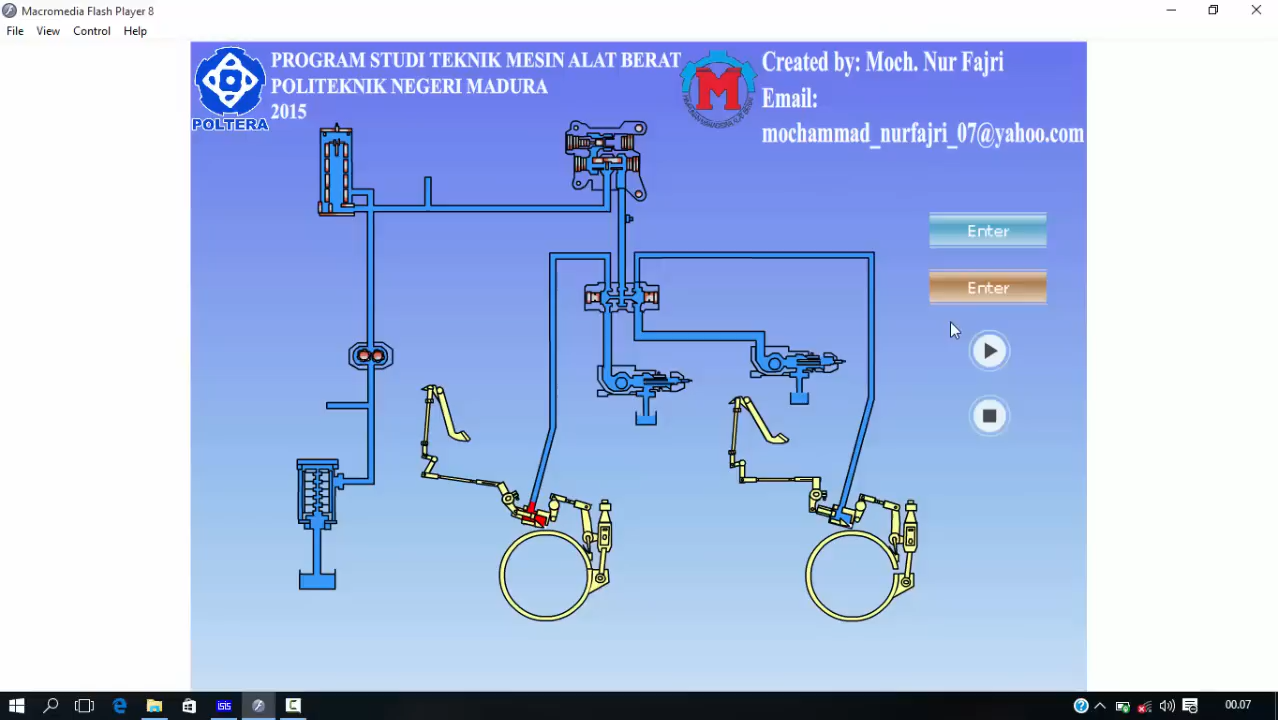 Macromedia Flash Player 8
File View Control Help
PROGRAM STUDI TEKNIK MESIN ALAT BERAT
POLITEKNIK NEGERI MADURA
2015
POLTERA
M
Created by: Moch. Nur Fajri
Email:
mochammad_nurfajri_07@yahoo.com
Enter
Enter
isis
00.07